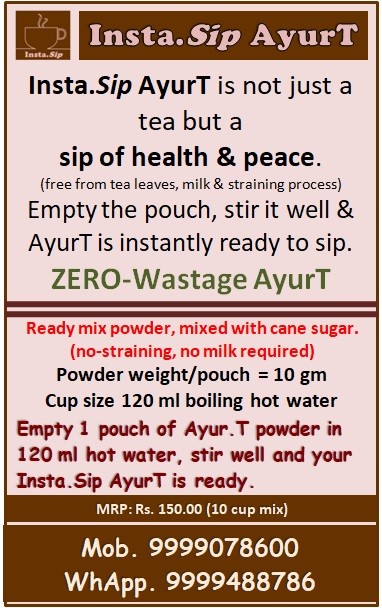 Insta.Sip
Insta.Sip AyurT
Insta.Sip AyurT is not just a
tea but a
sip of health & peace.
(free from tea leaves, milk & straining process)
Empty the pouch, stir it well &
AyurT is instantly ready to sip.
ZERO-Wastage AyurT
Ready mix powder, mixed with cane sugar.
(no-straining, no milk required)
Powder weight/pouch = 10 gm
Cup size 120 ml boiling hot water
Empty 1 pouch of Ayur.T powder in
120 ml hot water, stir well and your
Insta.Sip AyurT is ready.
MRP: Rs. 150.00 (10 cup mix)
Mob. 9999078600
WhApp. 9999488786